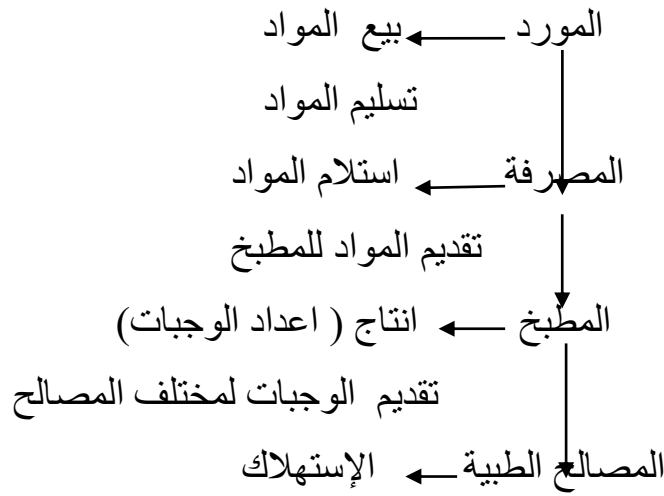 المورد بيع المواد
تسليم المواد
المصرفة استلام المواد
تقديم المواد للمطبخ
المطبخ انتاج ( اعداد الوجبات)
تقديم الوجبات لمختلف المصالح
المصالح الطبية الإستهلاك